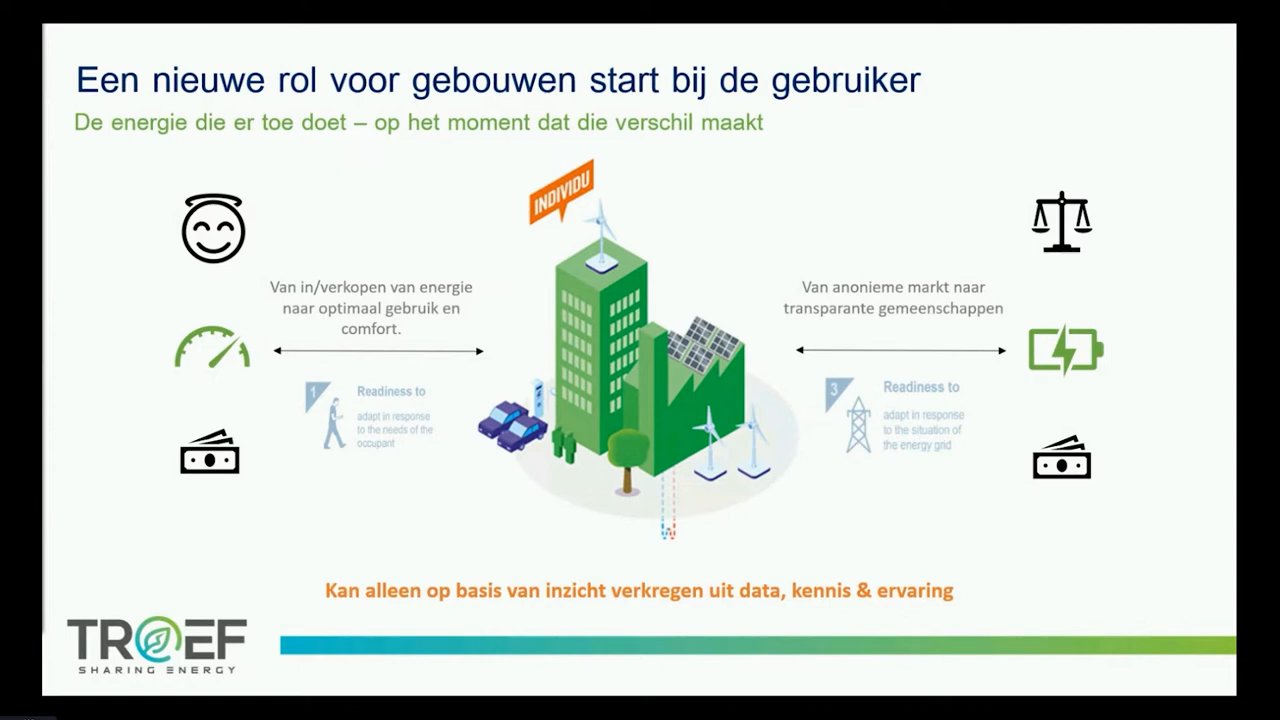 Een nieuwe rol voor gebouwen start bij de gebruiker
De energie die er toe doet – op het moment dat die verschil maakt
INDIVIDU
Van in/verkopen van energie
naar optimaal gebruik en
comfort.
1
Readiness to
adapt in response
to the needs of the
occupant
Van anonieme markt naar
transparante gemeenschappen
3
Readiness to
adapt in response
to the situation of
the energy grid
Kan alleen op basis van inzicht verkregen uit data, kennis & ervaring
TROEF
SHARING ENERGY